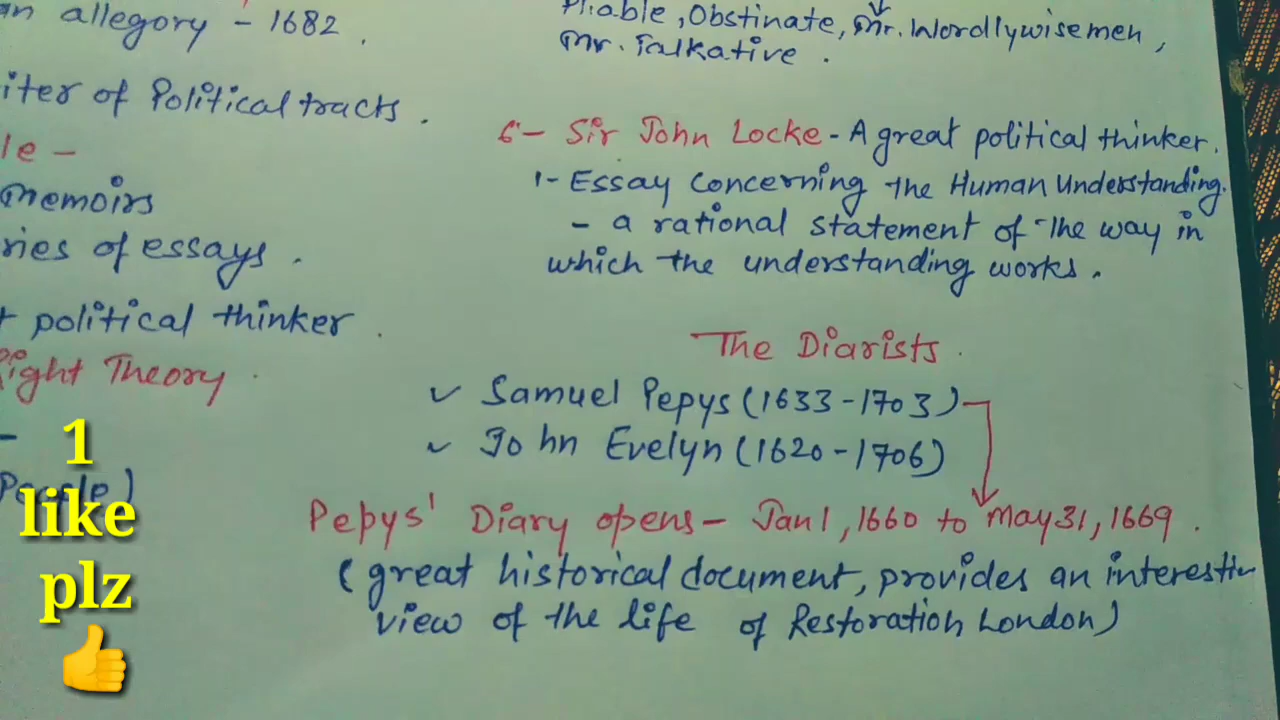 an allegory - 1682 .
iter of Political tracts .
le -
Memoirs
ries of essays .
political thinker .
Right Theory .
People)
1
like
plz
Pliable, Obstinate, Mr. Wordlywisemen,
Mr. Talkative .
6- Sir John Locke - A great political thinker.
1- Essay Concerning the Human Understanding.
- a rational statement of the way in
which the understanding works .
The Diarists .
✓ Samuel Pepys (1633-1703)
✓ John Evelyn (1620-1706)
Pepys' Diary opens - Jan 1, 1660 to May 31, 1669 .
(great historical document, provides an interestin
view of the life of Restoration London)